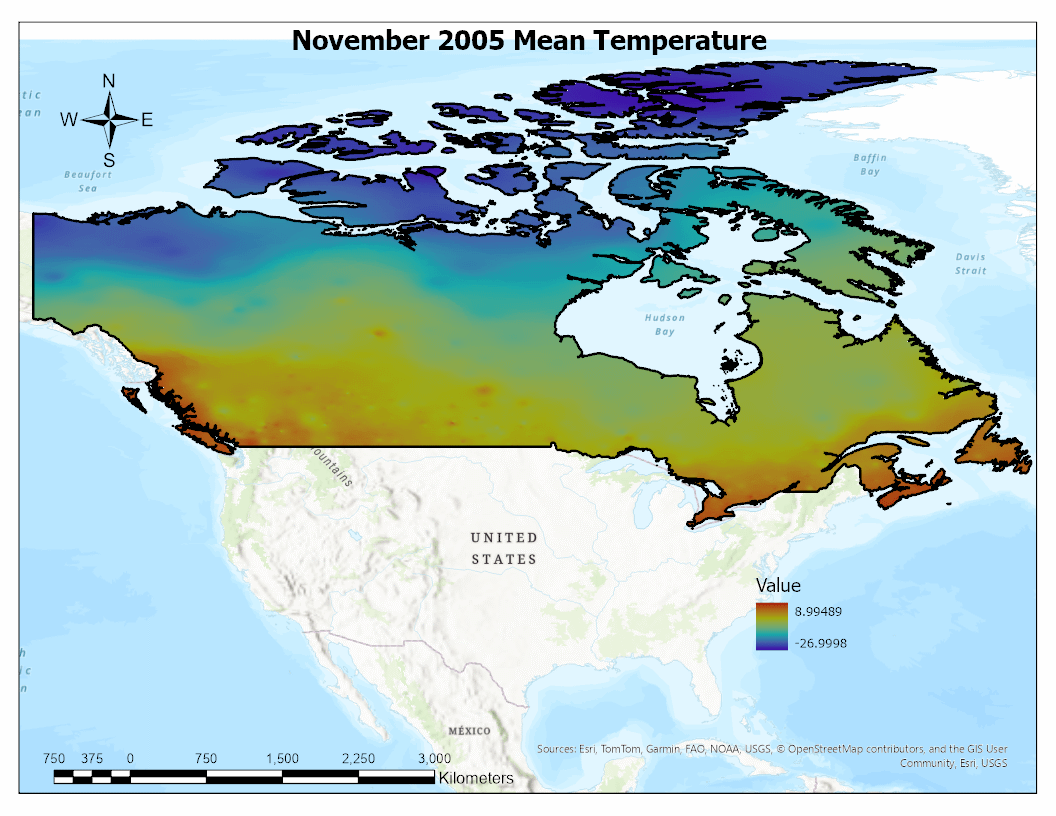 November 2005 Mean Temperature
N
W E
S
tic
ean
Beaufort
Sea
Baffin
Bay
Davis
Strait
Hudson
Bay
ountains
UNITED
STATES
Value
8.99489
-26.9998
h
ic
n
MÉXICO
Sources: Esri, TomTom, Garmin, FAO, NOAA, USGS, © OpenStreetMap contributors, and the GIS User
Community, Esri, USGS
750 375 0 750 1,500 2,250 3,000
Kilometers